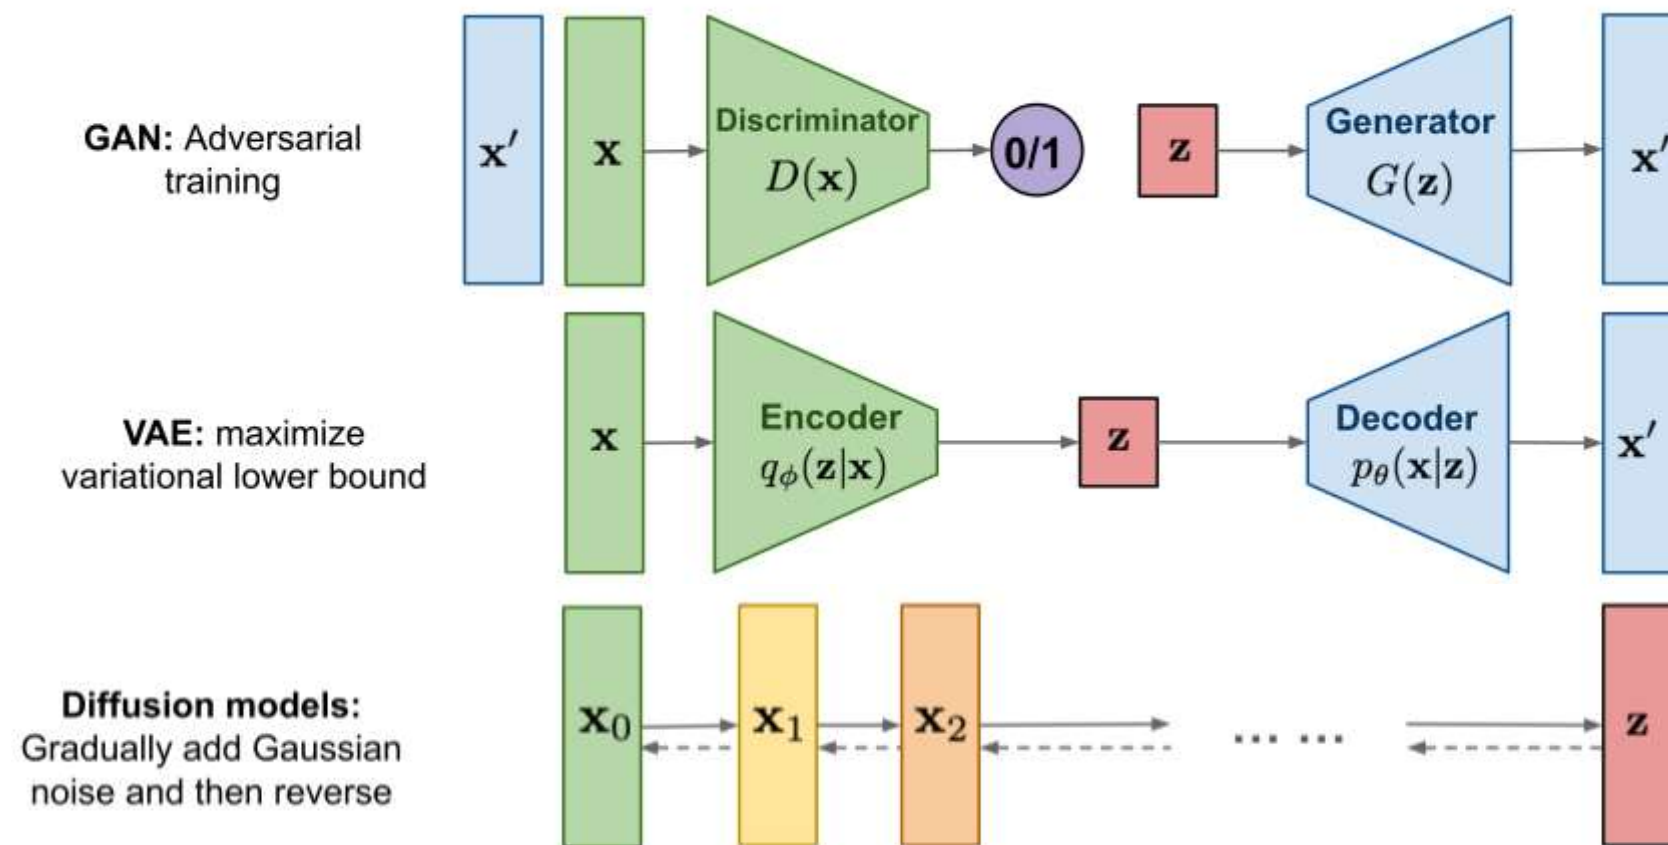 GAN: Adversarial
training
x′
x
Discriminator
D(x)
0/1
z
Generator
G(z)
x′
VAE: maximize
variational lower bound
x
Encoder
qϕ(z|x)
z
Decoder
pθ(x|z)
x′
Diffusion models:
Gradually add Gaussian
noise and then reverse
x₀
x₁
x₂
... ...
z